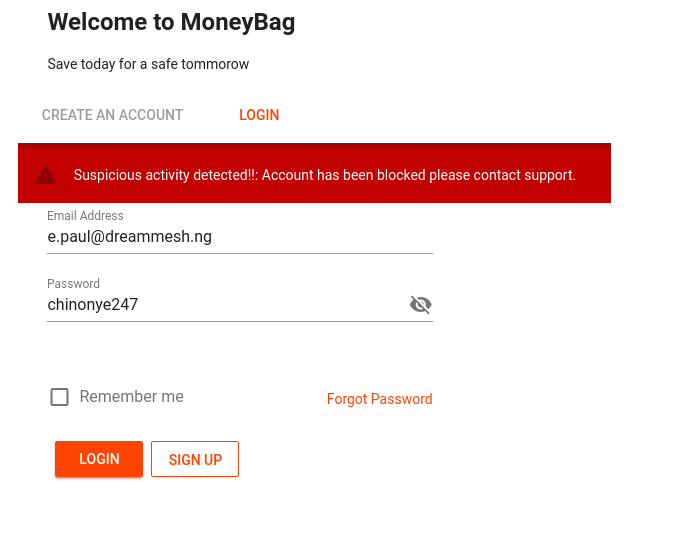 Welcome to MoneyBag
Save today for a safe tommorow
CREATE AN ACCOUNT LOGIN
Suspicious activity detected!!: Account has been blocked please contact support.
Email Address
e.paul@dreammesh.ng
Password
chinonye247
Remember me Forgot Password
LOGIN SIGN UP